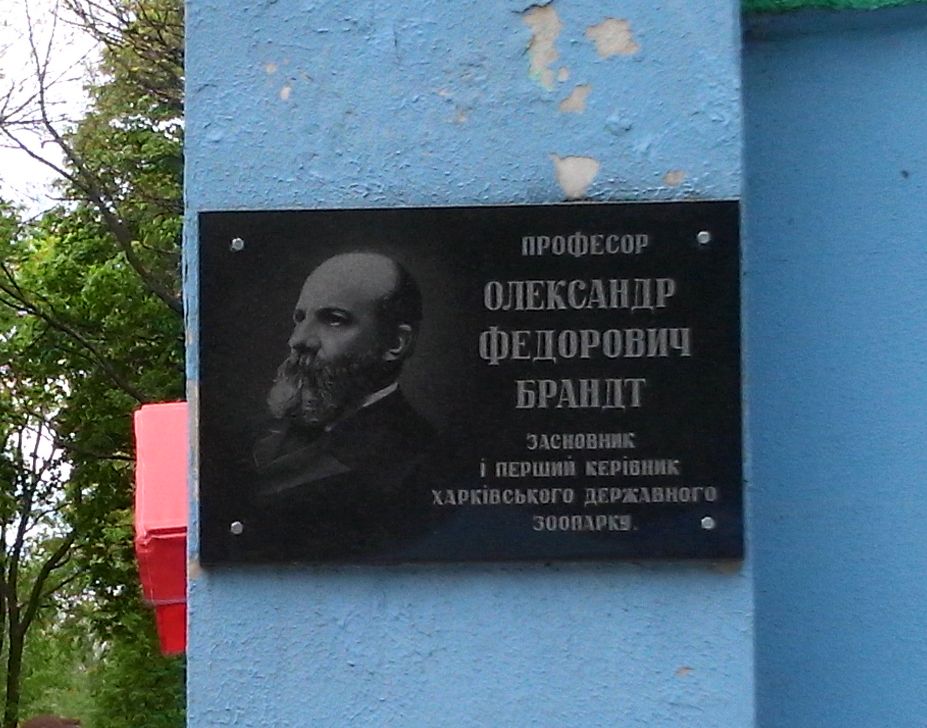 ПРОФЕСОР
ОЛЕКСАНДР
ФЕДОРОВИЧ
БРАНДТ
ЗАСНОВНИК
І ПЕРШИЙ КЕРІВНИК
ХАРКІВСЬКОГО ДЕРЖАВНОГО
ЗООПАРКУ.